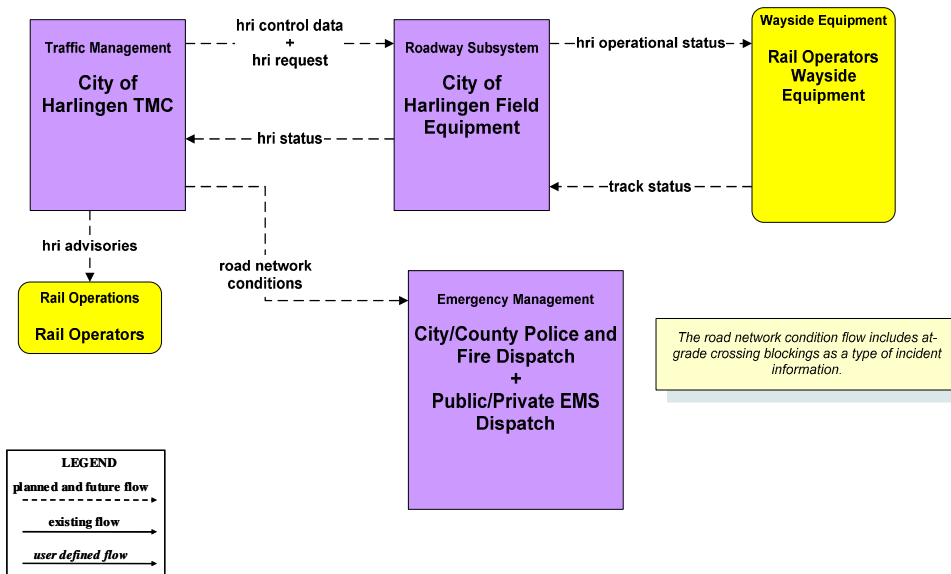 Traffic Management
City of
Harlingen TMC
hri control data
+
hri request
Roadway Subsystem
City of
Harlingen Field
Equipment
hri operational status
Wayside Equipment
Rail Operators
Wayside
Equipment
hri status
track status
hri advisories
road network
conditions
Rail Operations
Rail Operators
Emergency Management
City/County Police and
Fire Dispatch
+
Public/Private EMS
Dispatch
The road network condition flow includes at-
grade crossing blockings as a type of incident
information.
LEGEND
planned and future flow
existing flow
user defined flow